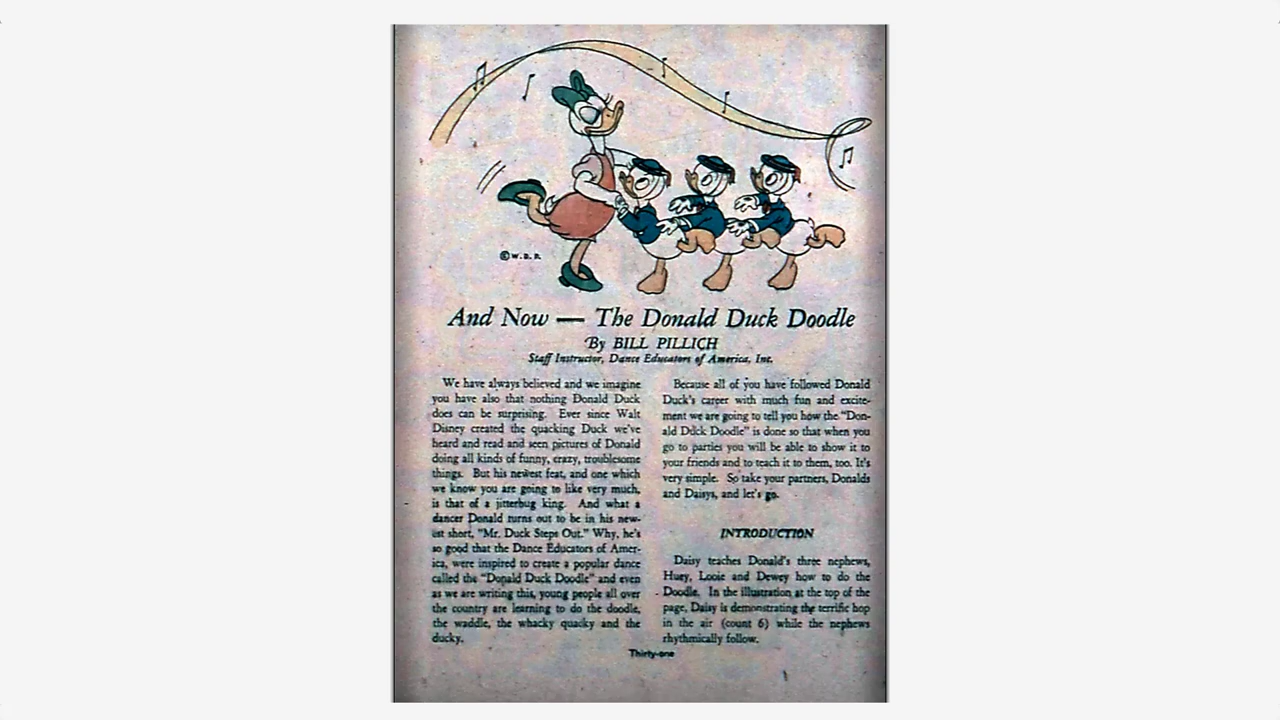 © W. D. P.
And Now — The Donald Duck Doodle
By BILL PILLICH
Staff Instructor, Dance Educators of America, Inc.
We have always believed and we imagine
you have also that nothing Donald Duck
does can be surprising. Ever since Walt
Disney created the quacking Duck we've
heard and read and seen pictures of Donald
doing all kinds of funny, crazy, troublesome
things. But his newest feat, and one which
we know you are going to like very much,
is that of a jitterbug king. And what a
dancer Donald turns out to be in his new-
est short, "Mr. Duck Steps Out." Why, he's
so good that the Dance Educators of Amer-
ica, were inspired to create a popular dance
called the "Donald Duck Doodle" and even
as we are writing this, young people all over
the country are learning to do the doodle,
the waddle, the whacky quacky and the
ducky.
Because all of you have followed Donald
Duck's career with much fun and excite-
ment we are going to tell you how the "Don-
ald Duck Doodle" is done so that when you
go to parties you will be able to show it to
your friends and to teach it to them, too. It's
very simple. So take your partners, Donalds
and Daisys, and let's go.
INTRODUCTION
Daisy teaches Donald's three nephews,
Huey, Looie and Dewey how to do the
Doodle. In the illustration at the top of the
page, Daisy is demonstrating the terrific hop
in the air (count 6) while the nephews
rhythmically follow.
Thirty-one